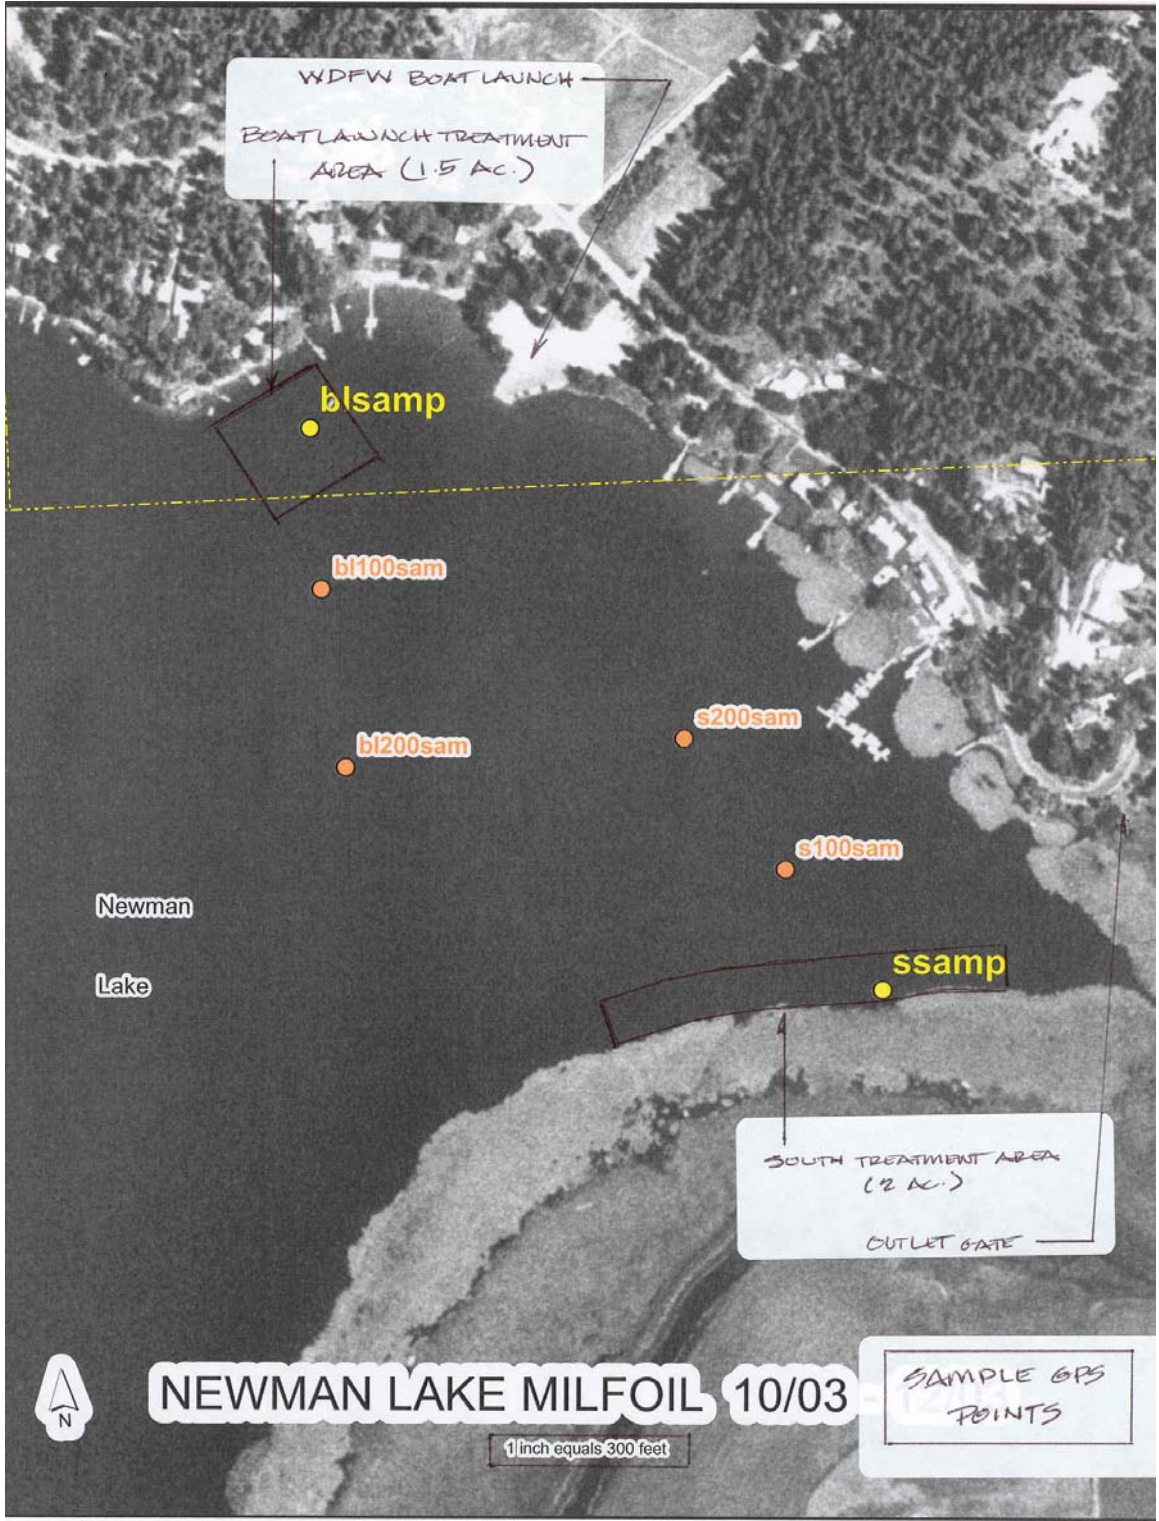 WDFW BOAT LAUNCH
BOAT LAUNCH TREATMENT
AREA (1.5 AC.)
blsamp
bl100sam
s200sam
bl200sam
s100sam
Newman
Lake
ssamp
SOUTH TREATMENT AREA
(2 AC.)
OUTLET GATE
N
NEWMAN LAKE MILFOIL 10/03 - 12/03
SAMPLE GPS
POINTS
1 inch equals 300 feet